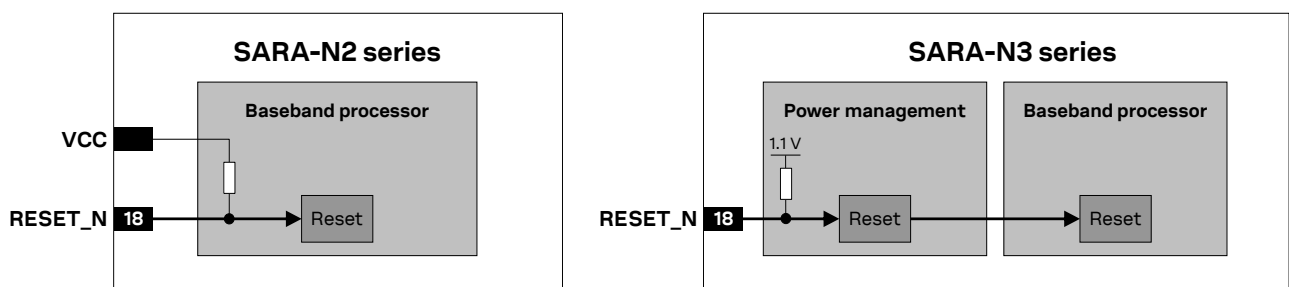 SARA-N2 series
Baseband processor
VCC
RESET_N 18
Reset
SARA-N3 series
Power management
Baseband processor
1.1 V
RESET_N 18
Reset
Reset